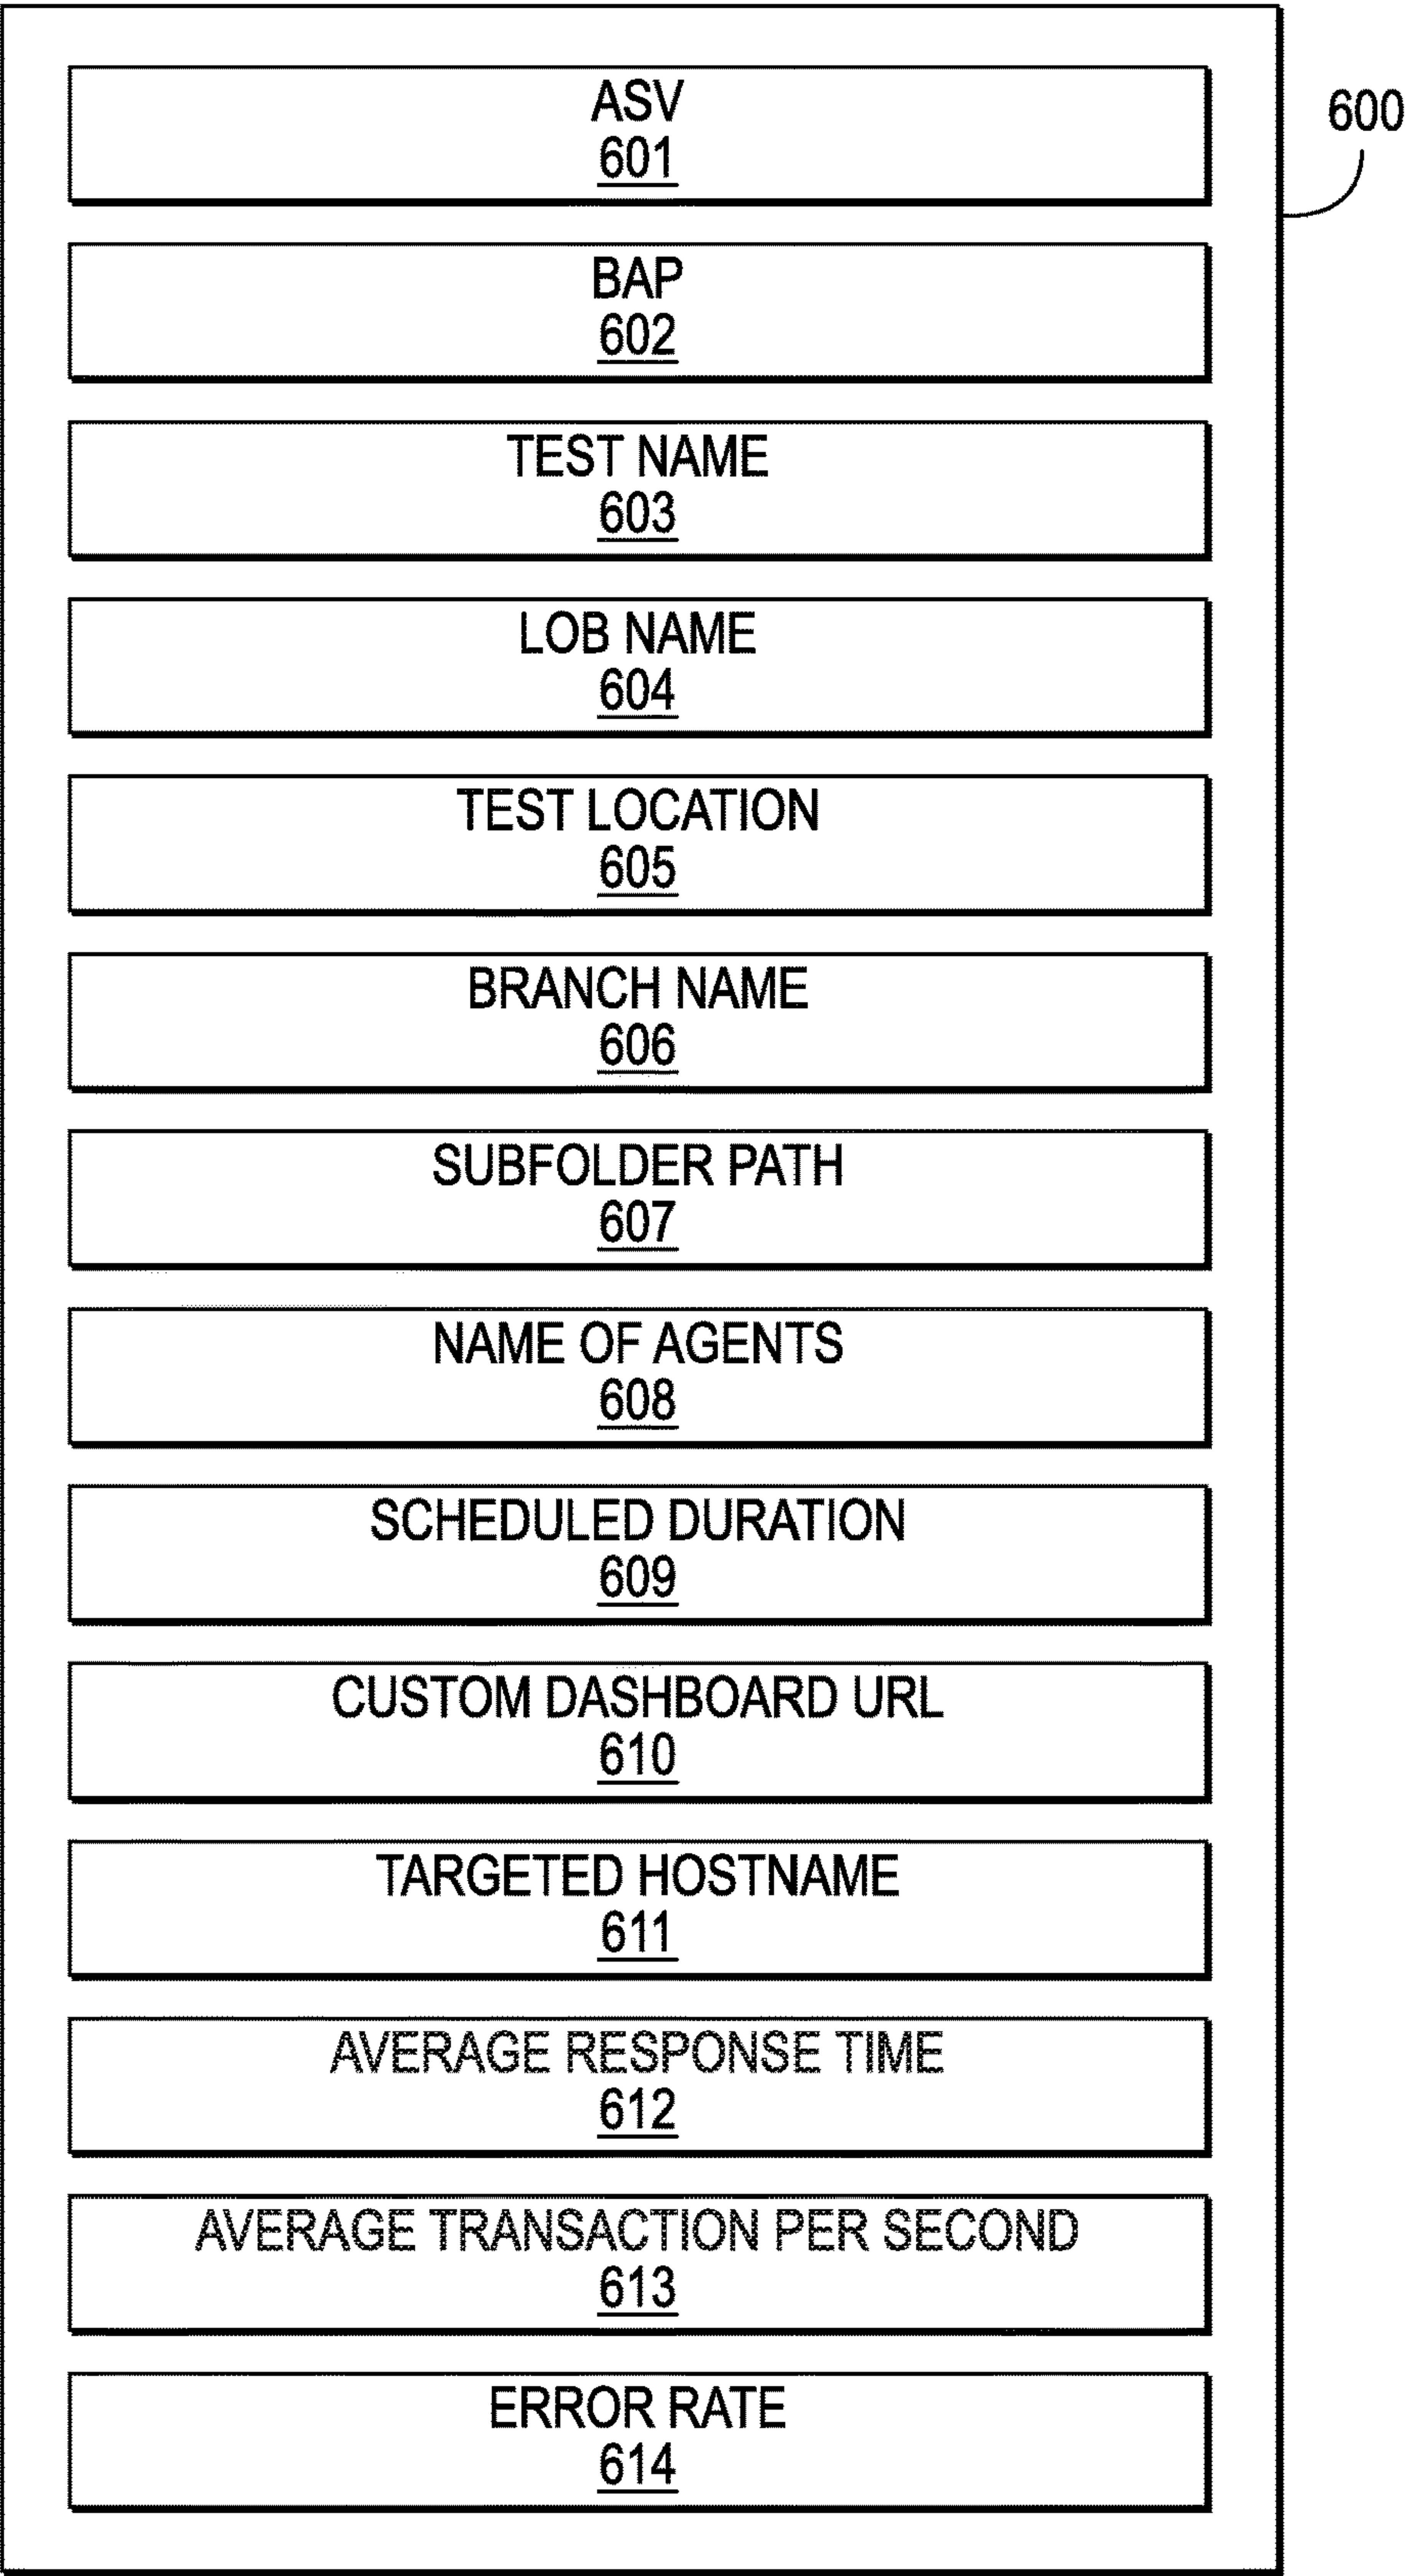 ASV
601
600
BAP
602
TEST NAME
603
LOB NAME
604
TEST LOCATION
605
BRANCH NAME
606
SUBFOLDER PATH
607
NAME OF AGENTS
608
SCHEDULED DURATION
609
CUSTOM DASHBOARD URL
610
TARGETED HOSTNAME
611
AVERAGE RESPONSE TIME
612
AVERAGE TRANSACTION PER SECOND
613
ERROR RATE
614